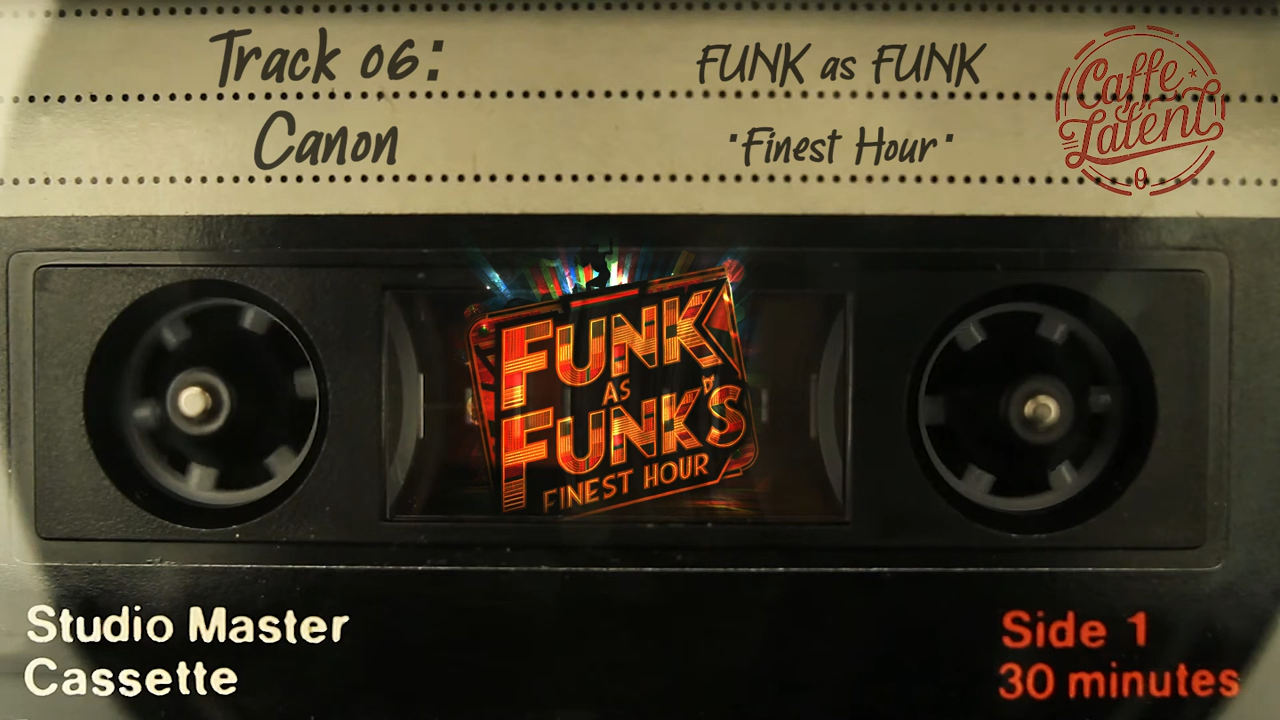 Track 06:
Canon
FUNK as FUNK
"Finest Hour"
Caffe
Latent
FUNK
AS
FUNK'S
FINEST HOUR
Studio Master
Cassette
Side 1
30 minutes